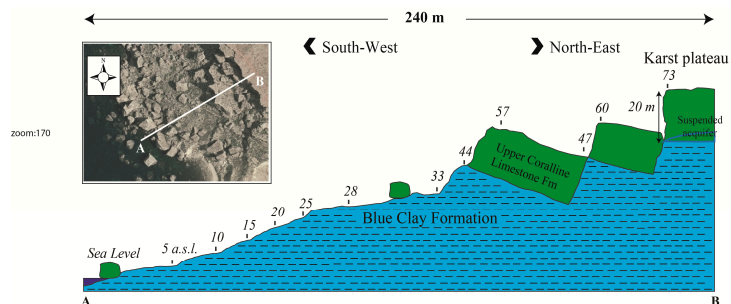 240 m
South-West
North-East
Karst plateau
N
B
A
zoom:170
73
20 m
Suspended
acquifer
57
60
47
Upper Coralline
Limestone Fm
44
33
28
25
20
15
10
5 a.s.l.
Sea Level
Blue Clay Formation
A
B